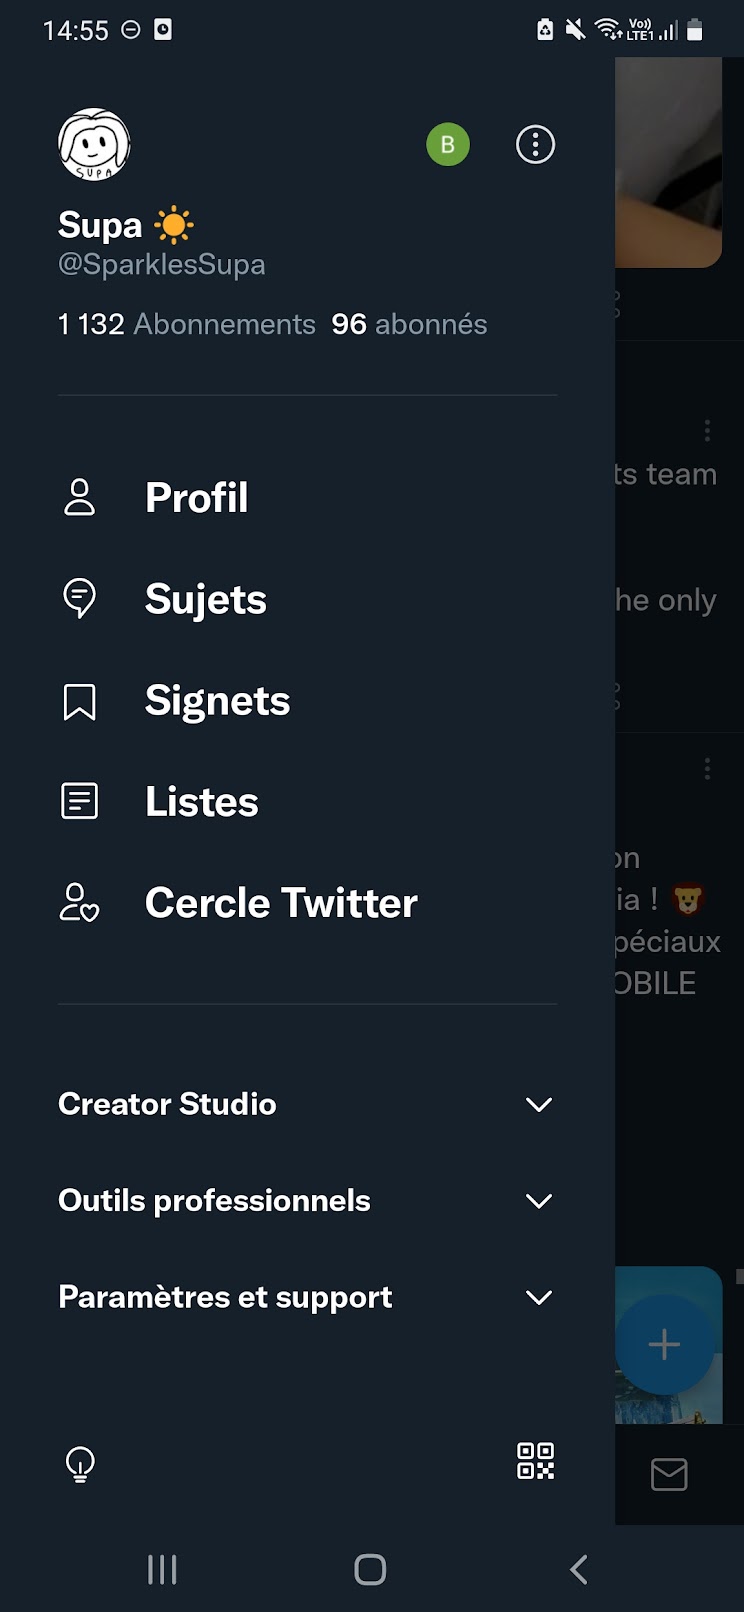 14:55
Vo))
LTE1
SUPA
B
Supa ☀️
@SparklesSupa
1 132 Abonnements 96 abonnés
ts team
Profil
he only
Sujets
Signets
Listes
on
ia ! 🦁
Cercle Twitter
péciaux
OBILE
Creator Studio
Outils professionnels
Paramètres et support